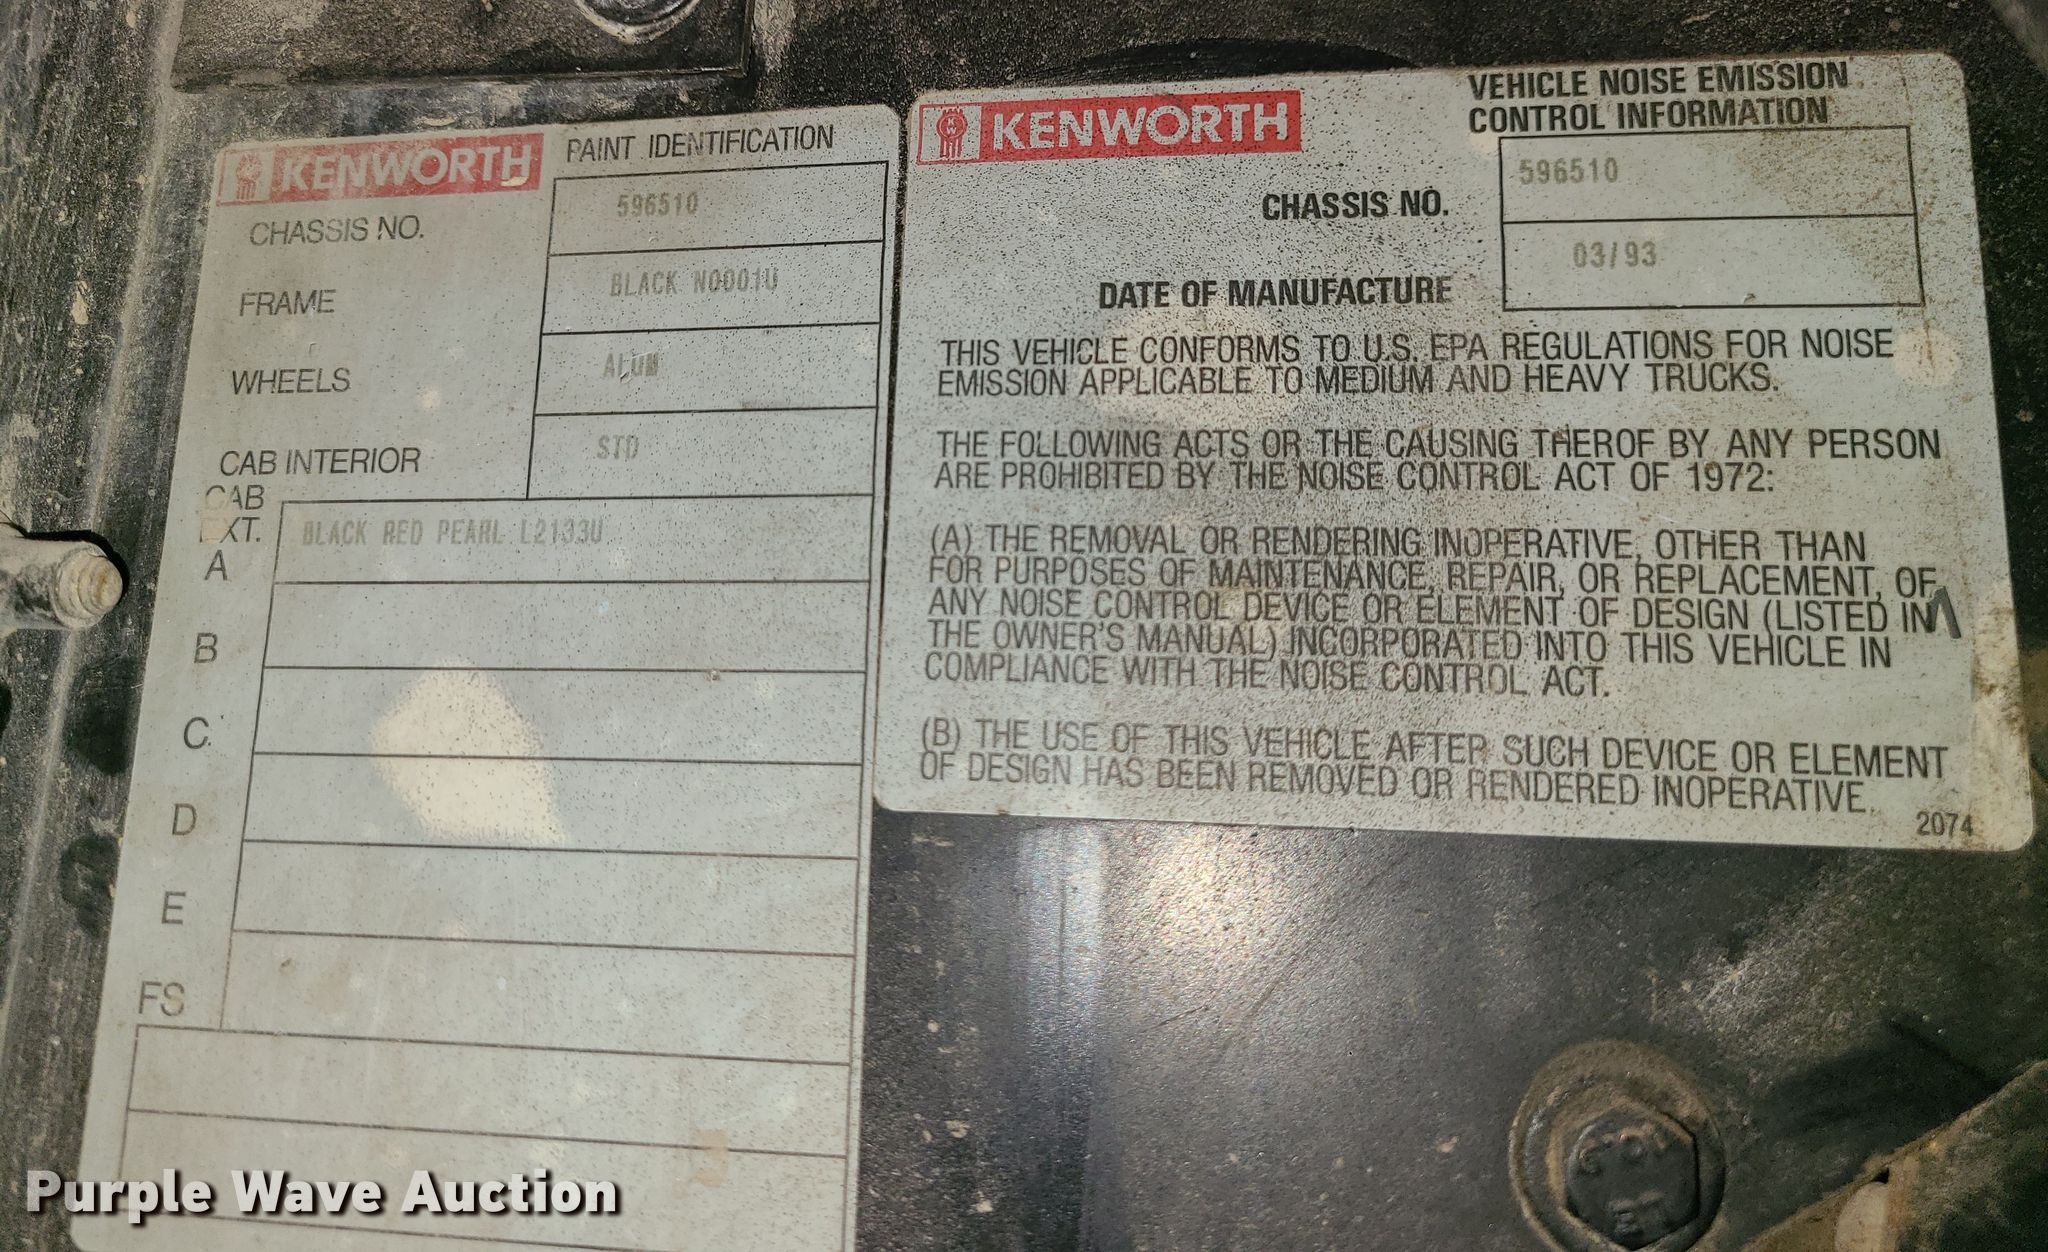 KENWORTH
PAINT IDENTIFICATION
CHASSIS NO. 596510
FRAME BLACK N0001U
WHEELS ALUM
CAB INTERIOR STD
CAB
EXT.
A BLACK RED PEARL L2133U
B
C
D
E
FS
KENWORTH
VEHICLE NOISE EMISSION
CONTROL INFORMATION
CHASSIS NO. 596510
DATE OF MANUFACTURE 03/93
THIS VEHICLE CONFORMS TO U.S. EPA REGULATIONS FOR NOISE
EMISSION APPLICABLE TO MEDIUM AND HEAVY TRUCKS.
THE FOLLOWING ACTS OR THE CAUSING THEROF BY ANY PERSON
ARE PROHIBITED BY THE NOISE CONTROL ACT OF 1972:
(A) THE REMOVAL OR RENDERING INOPERATIVE, OTHER THAN
FOR PURPOSES OF MAINTENANCE, REPAIR, OR REPLACEMENT, OF
ANY NOISE CONTROL DEVICE OR ELEMENT OF DESIGN (LISTED IN
THE OWNER'S MANUAL) INCORPORATED INTO THIS VEHICLE IN
COMPLIANCE WITH THE NOISE CONTROL ACT.
(B) THE USE OF THIS VEHICLE AFTER SUCH DEVICE OR ELEMENT
OF DESIGN HAS BEEN REMOVED OR RENDERED INOPERATIVE.
2074
Purple Wave Auction